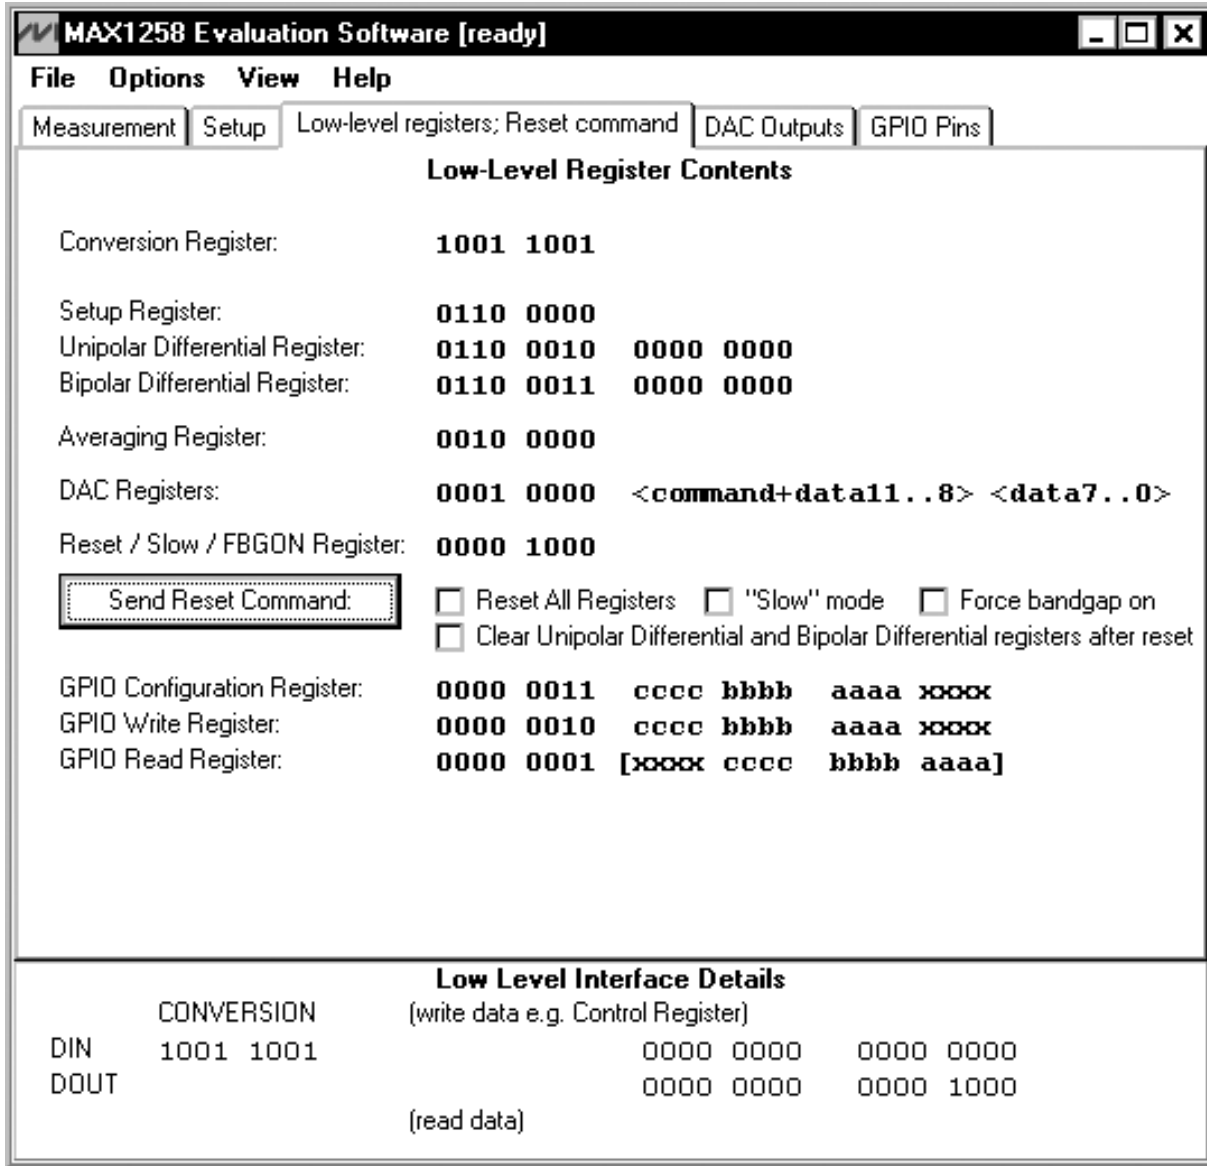 MAX1258 Evaluation Software [ready]
File Options View Help
Measurement Setup Low-level registers; Reset command DAC Outputs GPIO Pins
Low-Level Register Contents
Conversion Register: 1001 1001
Setup Register: 0110 0000
Unipolar Differential Register: 0110 0010 0000 0000
Bipolar Differential Register: 0110 0011 0000 0000
Averaging Register: 0010 0000
DAC Registers: 0001 0000 <command+data11..8> <data7..0>
Reset / Slow / FBGON Register: 0000 1000
Send Reset Command: Reset All Registers "Slow" mode Force bandgap on
Clear Unipolar Differential and Bipolar Differential registers after reset
GPIO Configuration Register: 0000 0011 cccc bbbb aaaa xxxx
GPIO Write Register: 0000 0010 cccc bbbb aaaa xxxx
GPIO Read Register: 0000 0001 [xxxx cccc bbbb aaaa]
Low Level Interface Details
CONVERSION (write data e.g. Control Register)
DIN 1001 1001 0000 0000 0000 0000
DOUT 0000 0000 0000 1000
(read data)